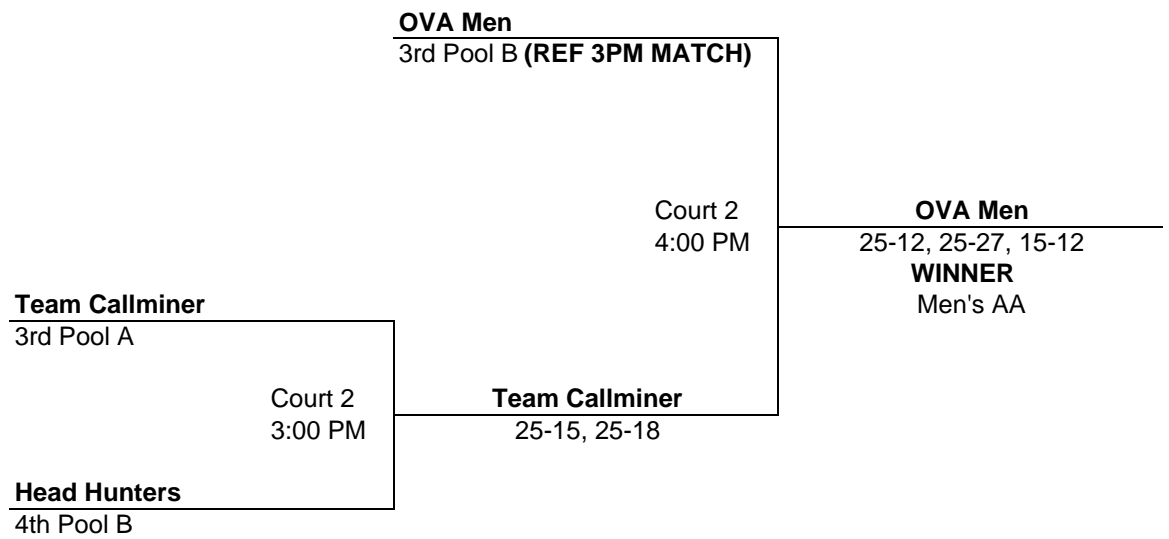 OVA Men
3rd Pool B (REF 3PM MATCH)
Court 2
4:00 PM
OVA Men
25-12, 25-27, 15-12
WINNER
Men's AA
Team Callminer
3rd Pool A
Court 2
3:00 PM
Team Callminer
25-15, 25-18
Head Hunters
4th Pool B